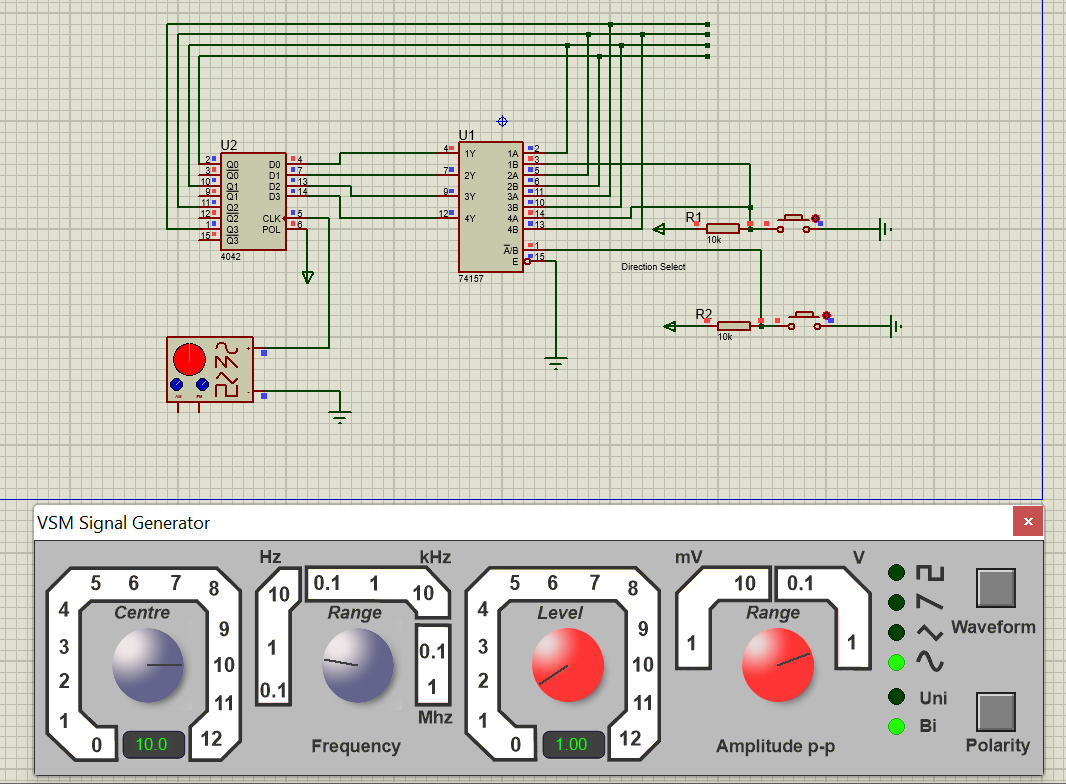 U2
2 Q0 D0 4
3 Q0 D1 7
10 Q1 D2 13
9 Q1 D3 14
11 Q2
12 Q2 CLK 5
1 Q3 POL 6
15 Q3
4042
U1
4 1Y 1A 2
1B 3
7 2Y 2A 5
2B 6
9 3Y 3A 11
3B 10
12 4Y 4A 14
4B 13
A/B 1
E 15
74157
R1
10k
Direction Select
R2
10k
+
-
AM FM
VSM Signal Generator
x
Hz kHz mV V
0 1 2 3 4 5 6 7 8 9 10 11 12
Centre
10.0
0.1 1 10 0.1 1 10 0.1 1
Range
Mhz
Frequency
0 1 2 3 4 5 6 7 8 9 10 11 12
Level
1.00
1 10 0.1 1
Range
Amplitude p-p
Waveform
Uni
Bi
Polarity